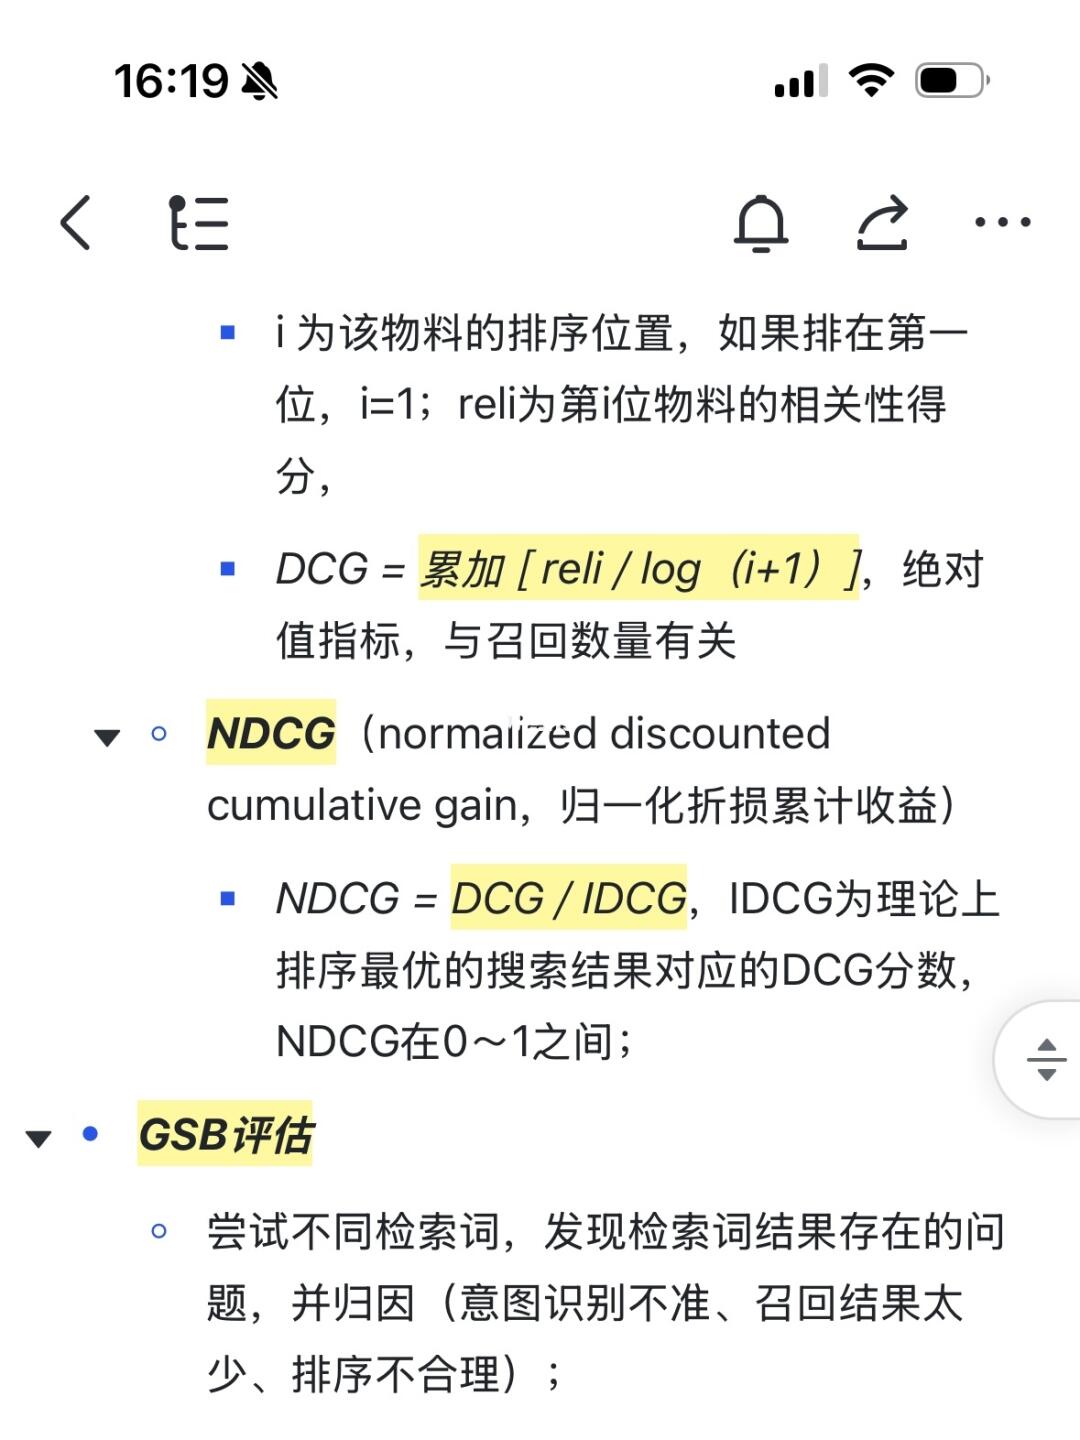 16:19
i 为该物料的排序位置，如果排在第一
位，i=1；reli为第i位物料的相关性得
分，
DCG = 累加 [ reli / log（i+1）]，绝对
值指标，与召回数量有关
NDCG（normalized discounted
cumulative gain，归一化折损累计收益）
NDCG = DCG / IDCG，IDCG为理论上
排序最优的搜索结果对应的DCG分数，
NDCG在0～1之间；
GSB评估
尝试不同检索词，发现检索词结果存在的问
题，并归因（意图识别不准、召回结果太
少、排序不合理）；